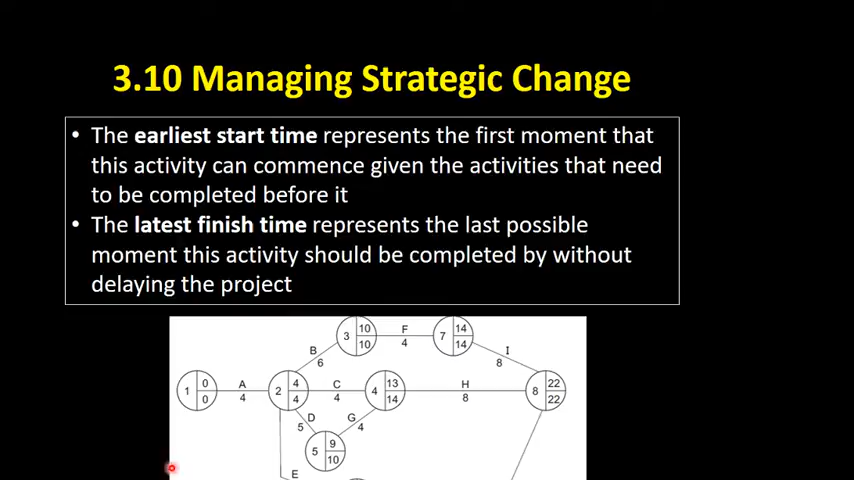 3.10 Managing Strategic Change
• The earliest start time represents the first moment that
this activity can commence given the activities that need
to be completed before it
• The latest finish time represents the last possible
moment this activity should be completed by without
delaying the project
3 10 10 F 4 7 14 14
B 6 I 8
1 0 0 A 4 2 4 4 C 4 4 13 14 H 8 8 22 22
D 5 G 4
5 9 10
E